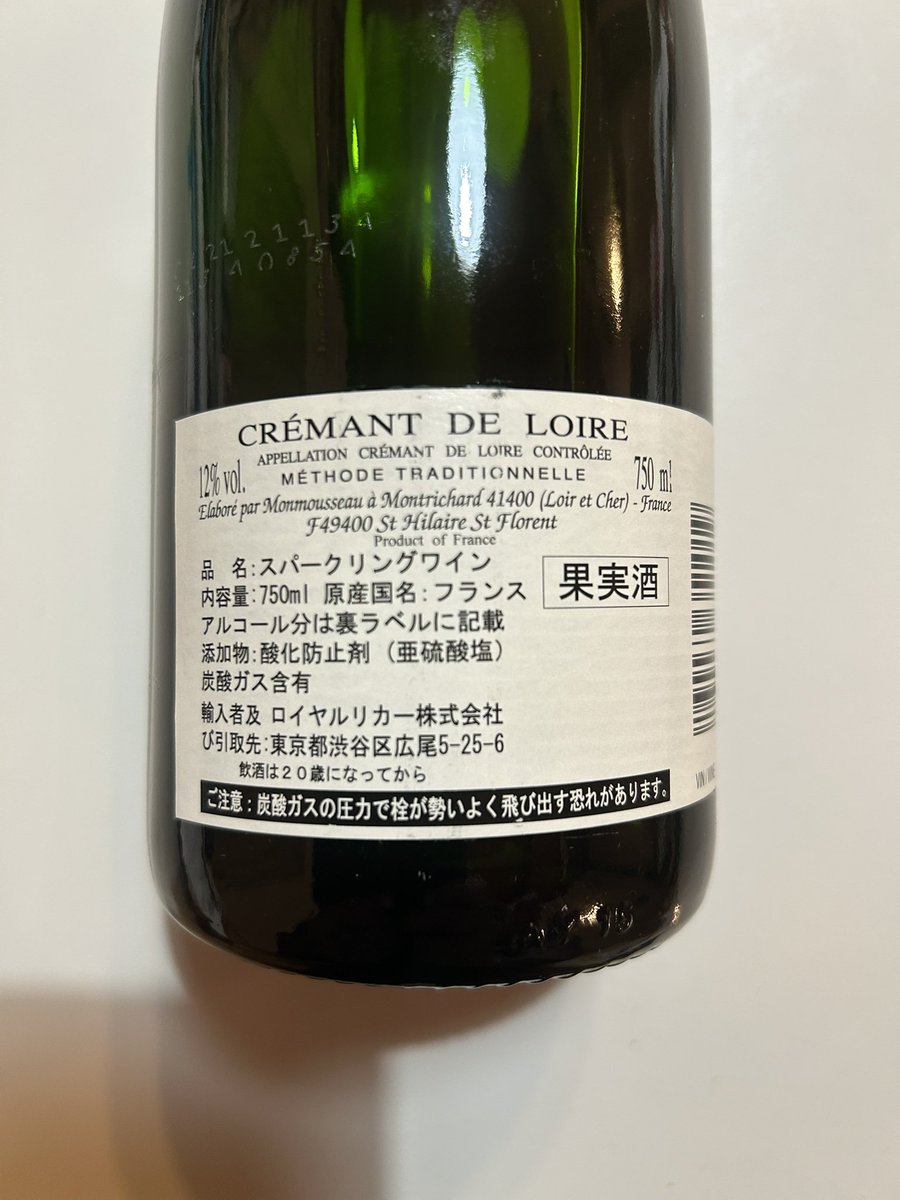 CRÉMANT DE LOIRE
APPELLATION CRÉMANT DE LOIRE CONTRÔLÉE
12% vol. MÉTHODE TRADITIONNELLE 750 ml
Elaboré par Monmousseau à Montrichard 41400 (Loir et Cher) - France
F49400 St Hilaire St Florent
Product of France
品 名:スパークリングワイン
内容量:750ml 原産国名:フランス
果実酒
アルコール分は裏ラベルに記載
添加物:酸化防止剤(亜硫酸塩)
炭酸ガス含有
輸入者及 ロイヤルリカー株式会社
び引取先:東京都渋谷区広尾5-25-6
飲酒は20歳になってから
ご注意:炭酸ガスの圧力で栓が勢いよく飛び出す恐れがあります。